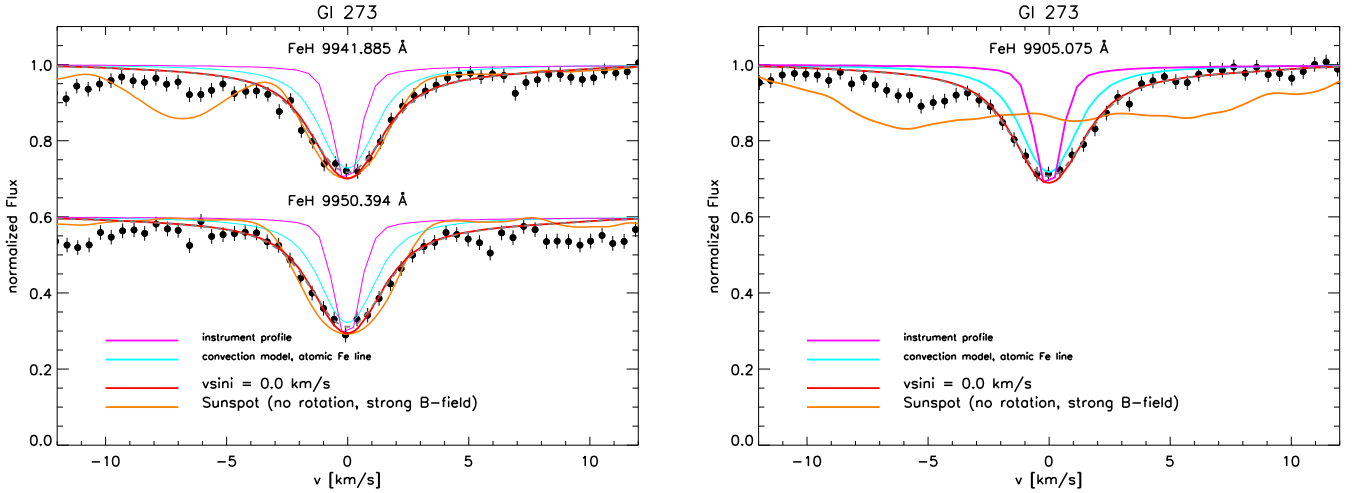 Gl 273
FeH 9941.885 Å
1.0
0.8
FeH 9950.394 Å
0.6
0.4
0.2
0.0
normalized Flux
instrument profile
convection model, atomic Fe line
vsini = 0.0 km/s
Sunspot (no rotation, strong B-field)
-10
-5
0
5
10
v [km/s]
Gl 273
FeH 9905.075 Å
1.0
0.8
0.6
0.4
0.2
0.0
normalized Flux
instrument profile
convection model, atomic Fe line
vsini = 0.0 km/s
Sunspot (no rotation, strong B-field)
-10
-5
0
5
10
v [km/s]